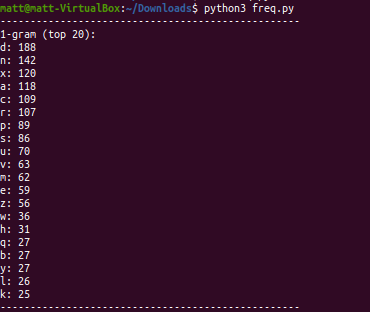 matt@matt-VirtualBox:~/Downloads$ python3 freq.py
--------------------------------------------------
1-gram (top 20):
d: 188
n: 142
x: 120
a: 118
c: 109
r: 107
p: 89
s: 86
u: 70
v: 63
m: 62
e: 59
z: 56
w: 36
h: 31
q: 27
b: 27
y: 27
l: 26
k: 25
--------------------------------------------------